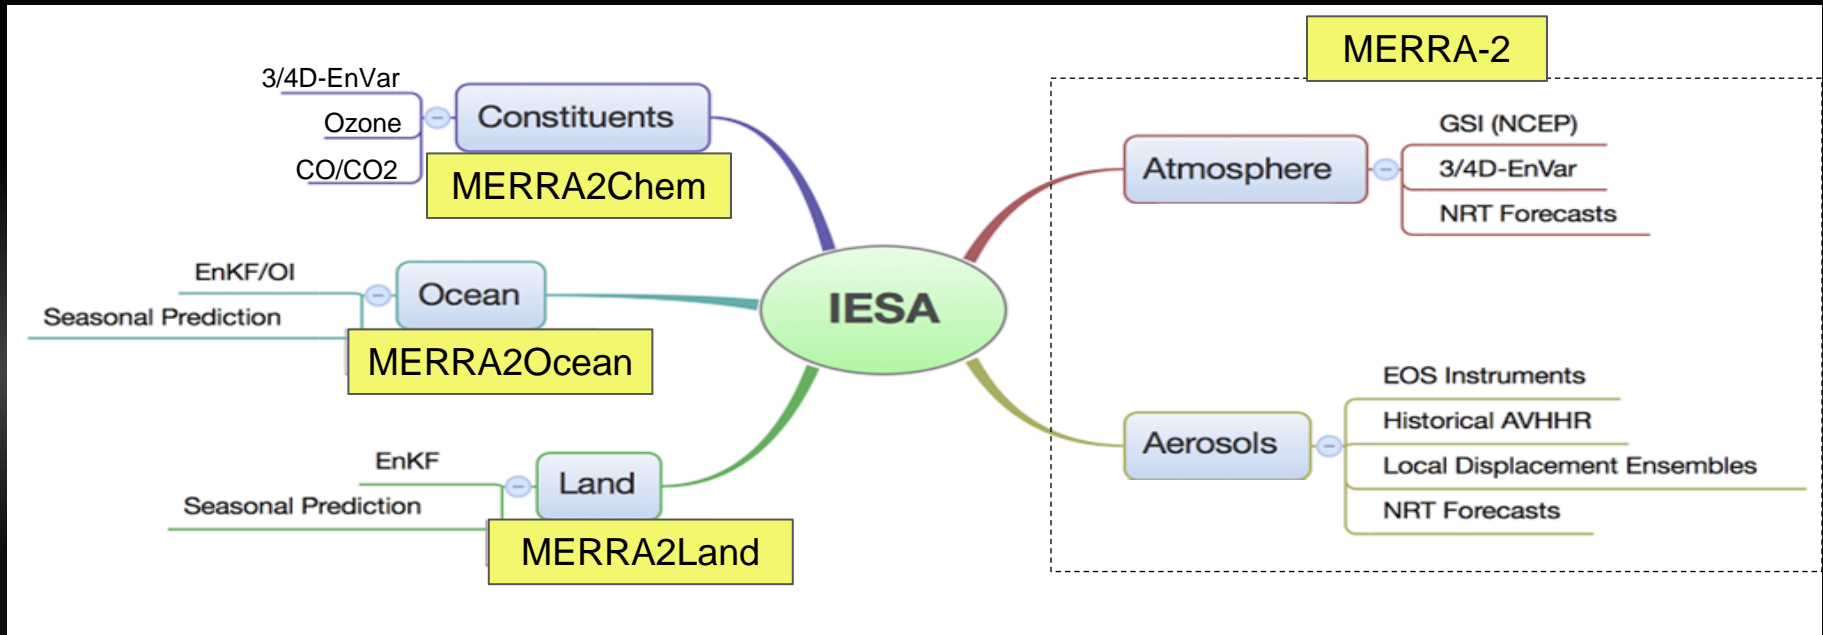 MERRA-2
3/4D-EnVar
Ozone
CO/CO2
Constituents
MERRA2Chem
EnKF/OI
Seasonal Prediction
Ocean
MERRA2Ocean
EnKF
Seasonal Prediction
Land
MERRA2Land
IESA
Atmosphere
GSI (NCEP)
3/4D-EnVar
NRT Forecasts
Aerosols
EOS Instruments
Historical AVHHR
Local Displacement Ensembles
NRT Forecasts